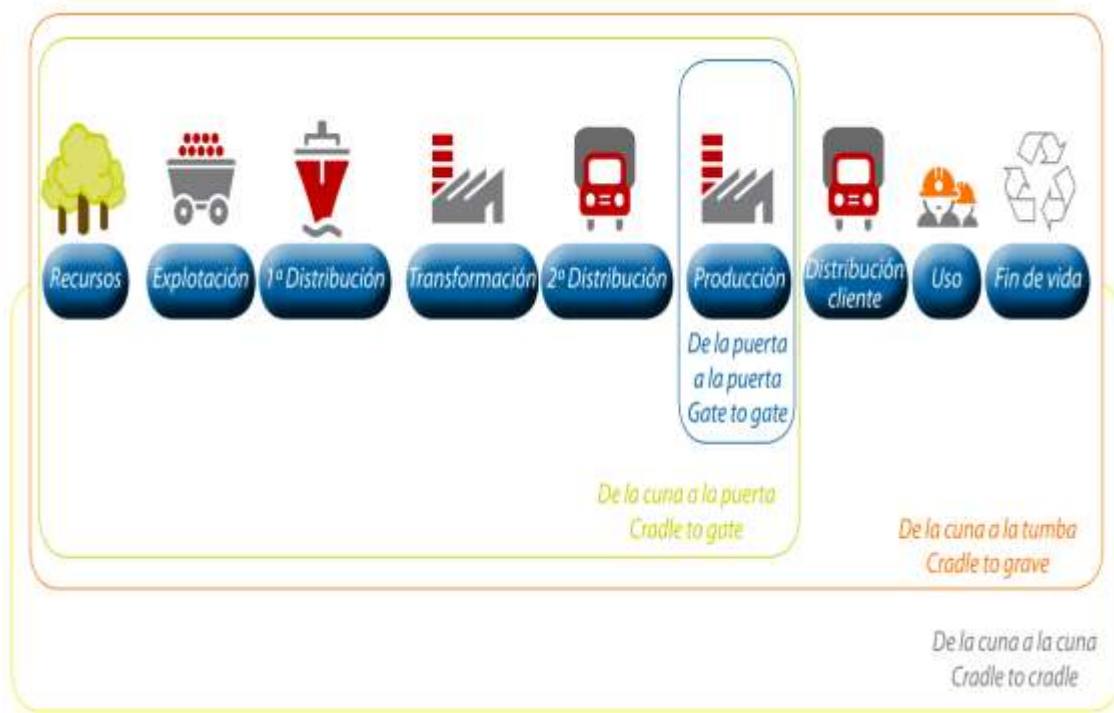 Recursos
Explotación
1ª Distribución
Transformación
2ª Distribución
Producción
Distribución
cliente
Uso
Fin de vida
De la puerta
a la puerta
Gate to gate
De la cuna a la puerta
Cradle to gate
De la cuna a la tumba
Cradle to grave
De la cuna a la cuna
Cradle to cradle